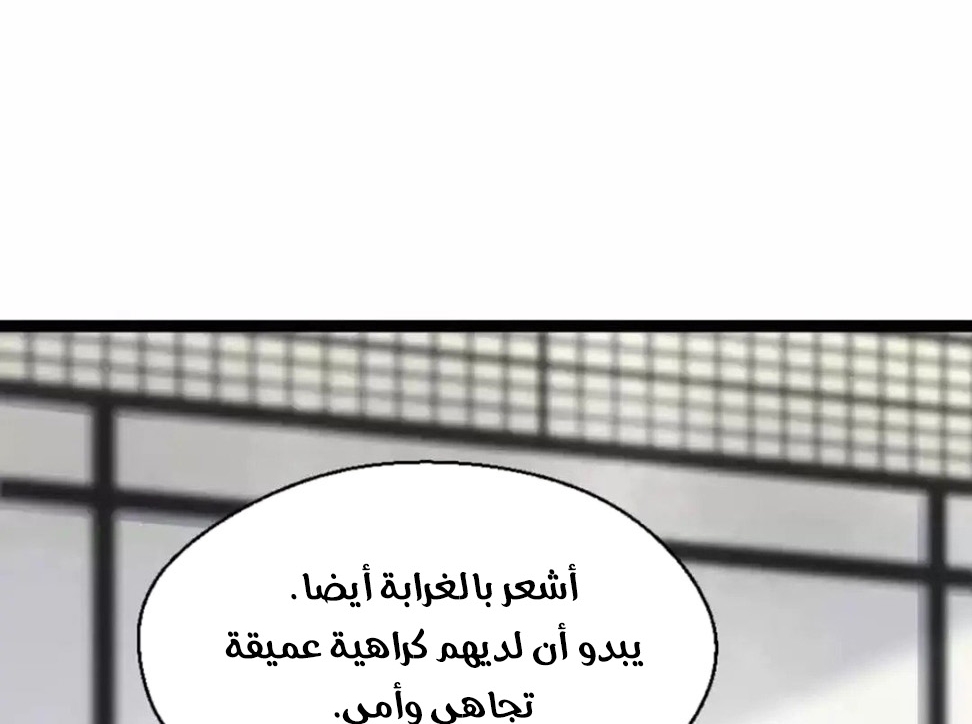 أشعر بالغرابة أيضا.
يبدو أن لديهم كراهية عميقة
تجاهي وأمي.